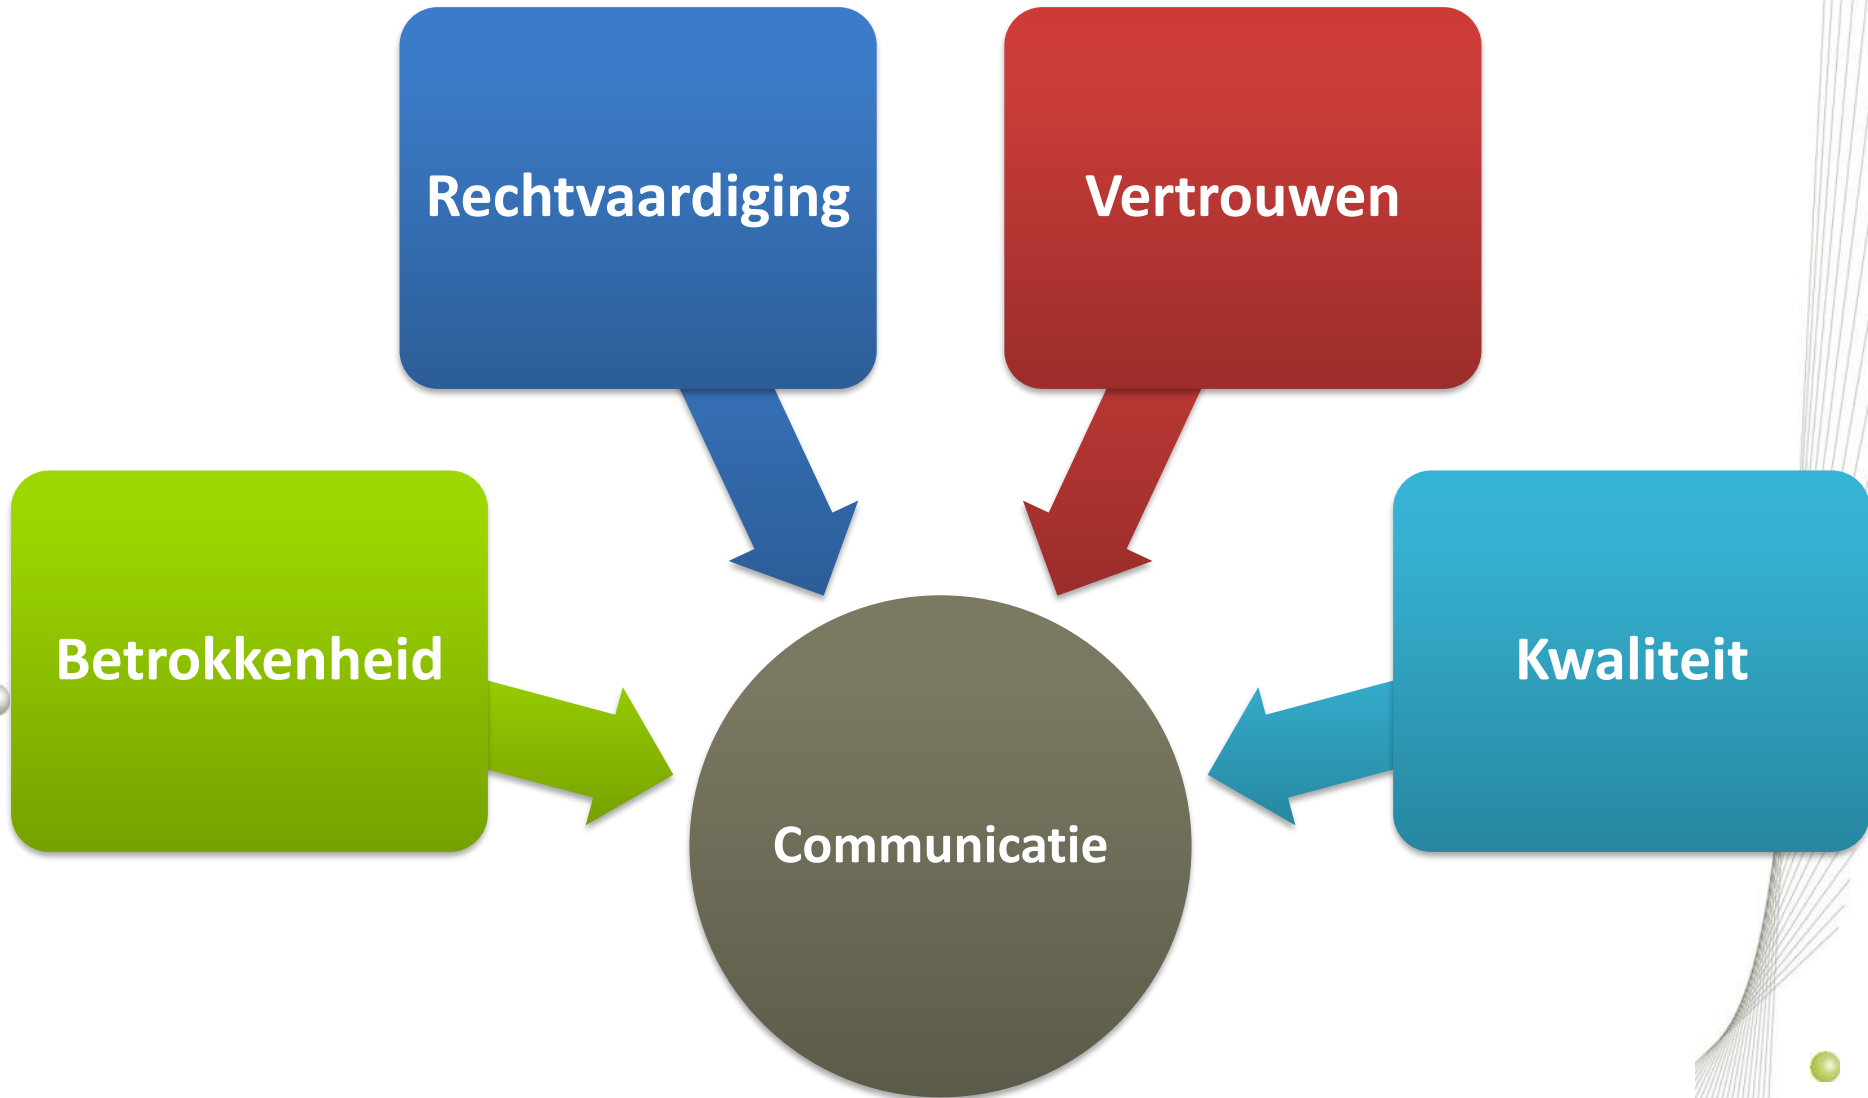 Rechtvaardiging
Vertrouwen
Betrokkenheid
Kwaliteit
Communicatie